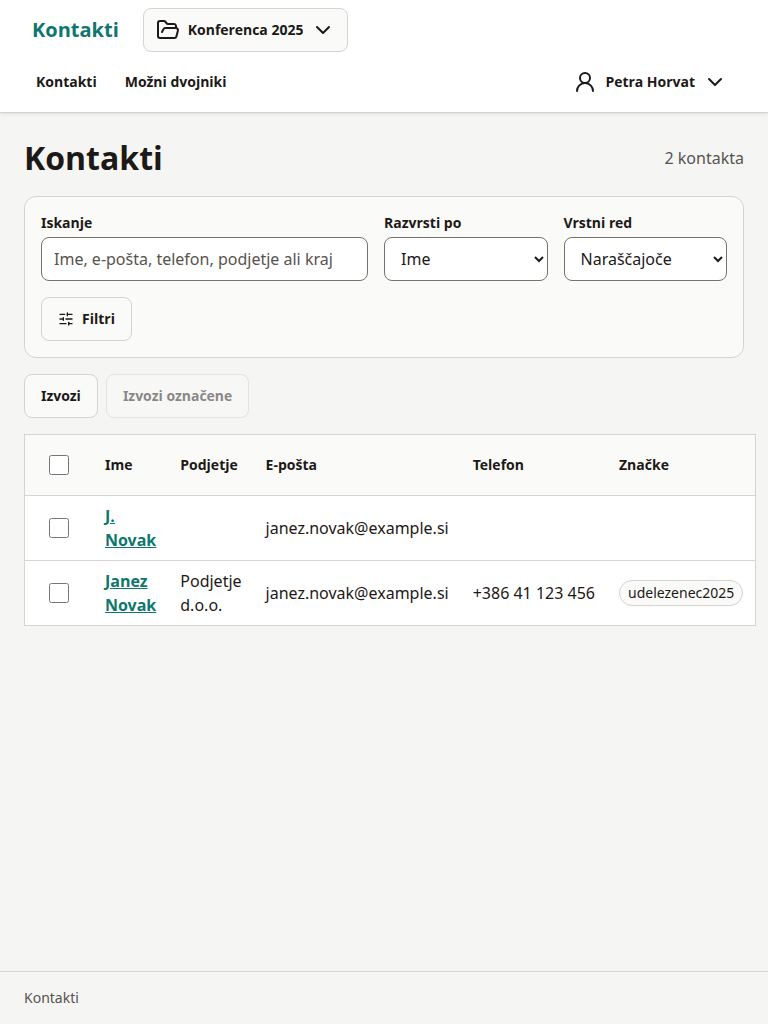 Kontakti
Konferenca 2025
Kontakti
Možni dvojniki
Petra Horvat
Kontakti
2 kontakta
Iskanje
Razvrsti po
Vrstni red
Ime, e-pošta, telefon, podjetje ali kraj
Ime
Naraščajoče
Filtri
Izvozi
Izvozi označene
Ime
Podjetje
E-pošta
Telefon
Značke
J.
Novak
janez.novak@example.si
Janez
Novak
Podjetje
d.o.o.
janez.novak@example.si
+386 41 123 456
udelezenec2025
Kontakti